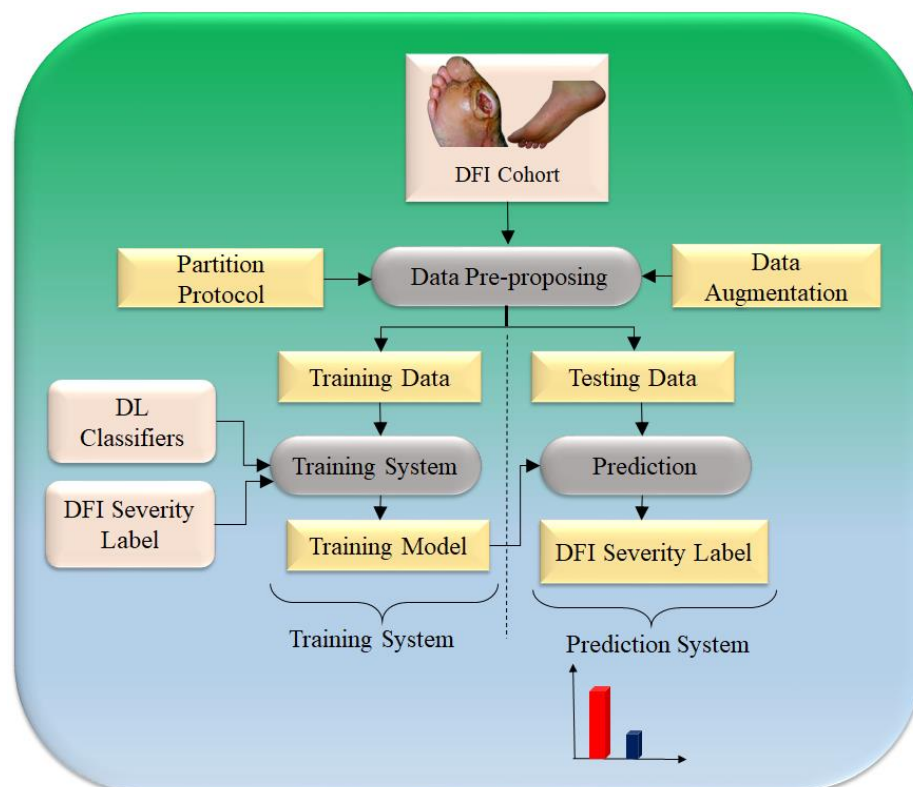 DFI Cohort
Partition
Protocol
Data Pre-proposing
Data
Augmentation
Training Data
Testing Data
DL
Classifiers
Training System
Prediction
DFI Severity
Label
Training Model
DFI Severity Label
Training System
Prediction System